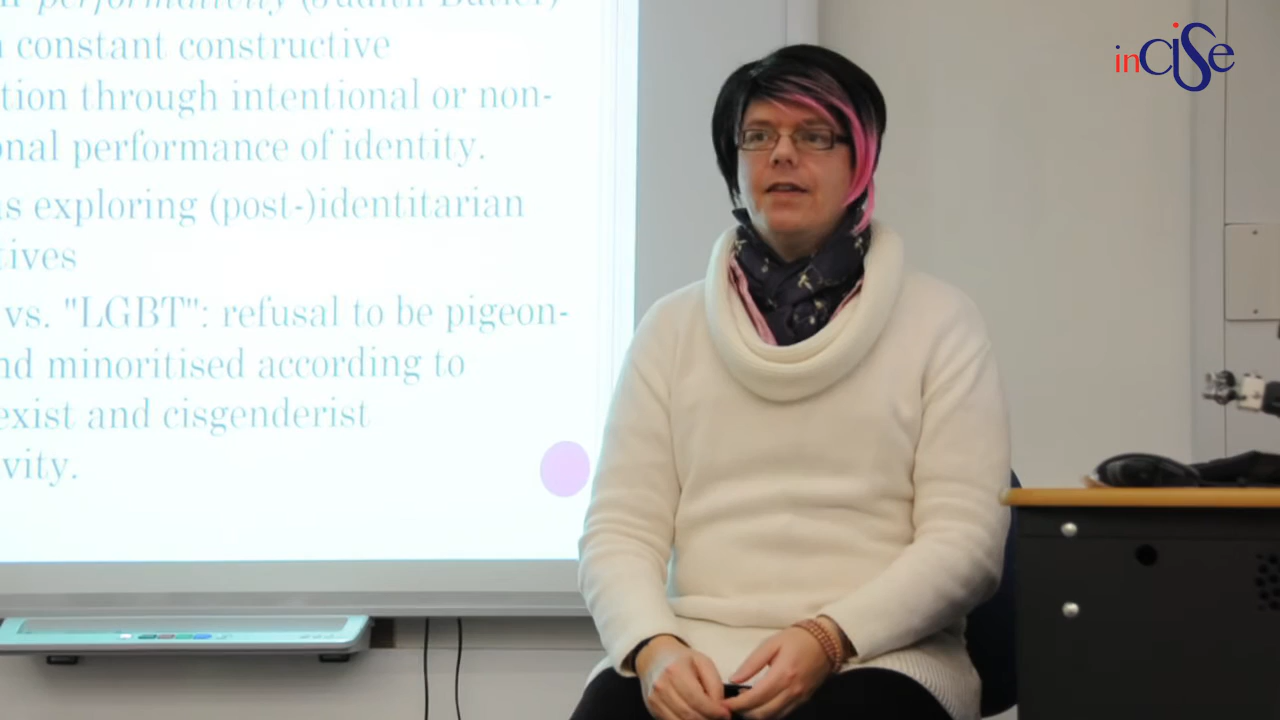 performativity (Judith Butler)
constant constructive
tion through intentional or non-
onal performance of identity.
s exploring (post-)identitarian
tives
vs. "LGBT": refusal to be pigeon-
nd minoritised according to
exist and cisgenderist
vity.
inCiSe